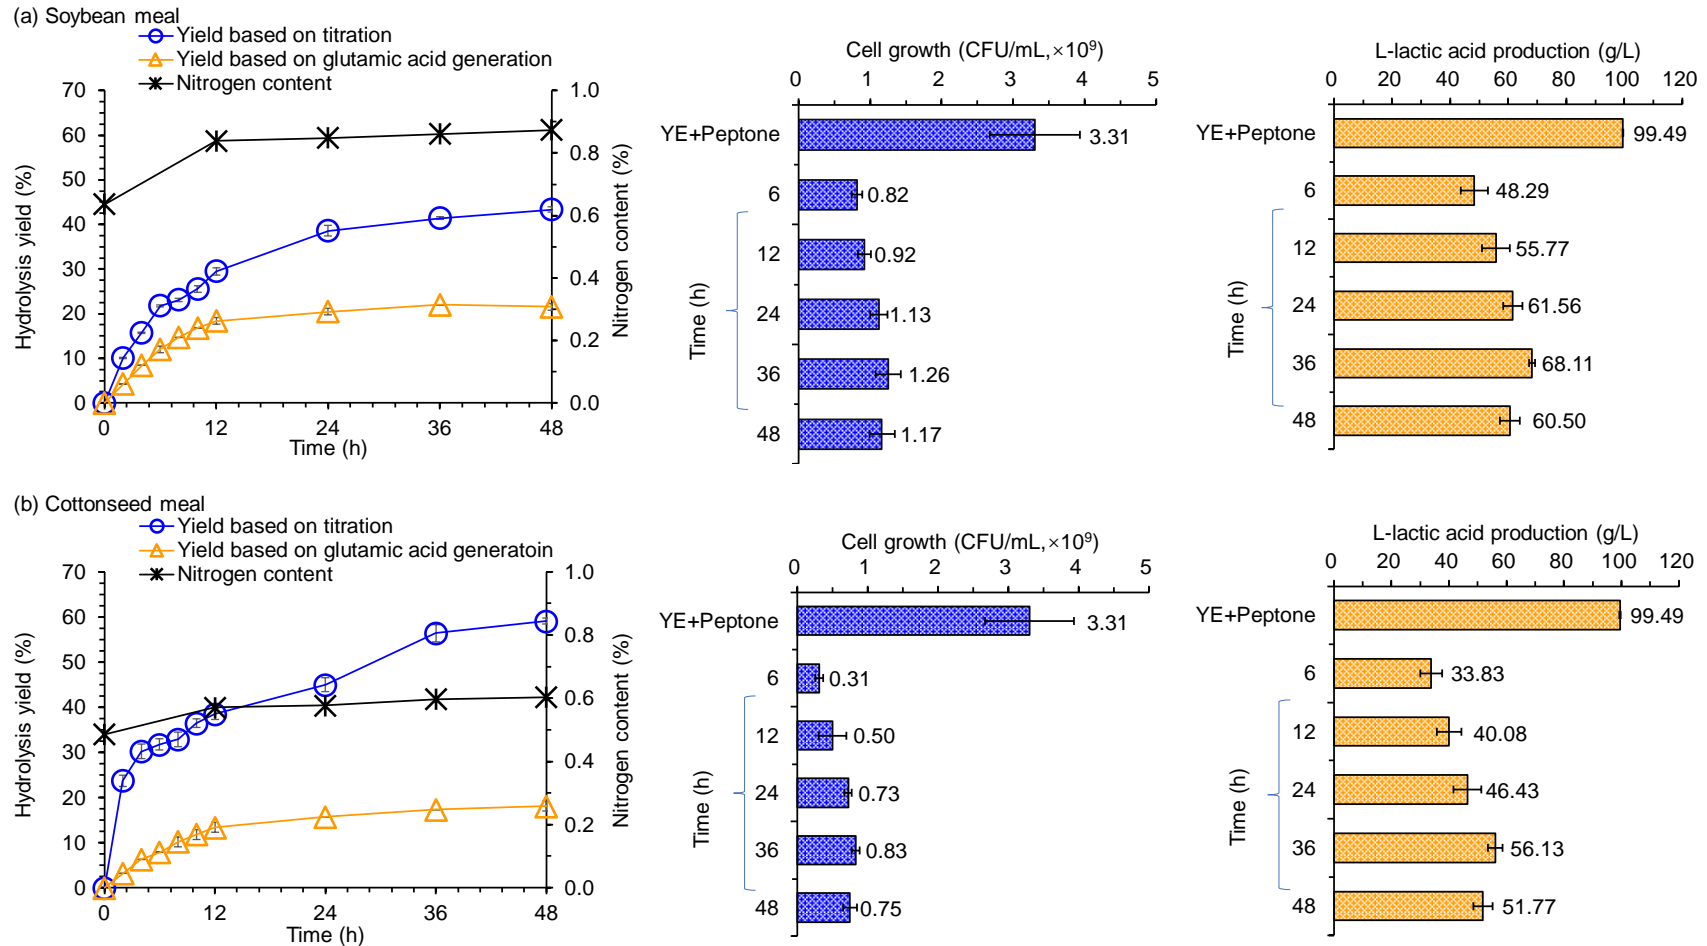 (a) Soybean meal
Yield based on titration
Yield based on glutamic acid generation
Nitrogen content
70
60
50
40
30
20
10
0
Hydrolysis yield (%)
1.0
0.8
0.6
0.4
0.2
0.0
Nitrogen content (%)
0 12 24 36 48
Time (h)
Cell growth (CFU/mL,×10⁹)
0 1 2 3 4 5
YE+Peptone 3.31
6 0.82
12 0.92
24 1.13
36 1.26
48 1.17
Time (h)
L-lactic acid production (g/L)
0 20 40 60 80 100 120
YE+Peptone 99.49
6 48.29
12 55.77
24 61.56
36 68.11
48 60.50
Time (h)
(b) Cottonseed meal
Yield based on titration
Yield based on glutamic acid generatoin
Nitrogen content
70
60
50
40
30
20
10
0
Hydrolysis yield (%)
1.0
0.8
0.6
0.4
0.2
0.0
Nitrogen content (%)
0 12 24 36 48
Time (h)
Cell growth (CFU/mL,×10⁹)
0 1 2 3 4 5
YE+Peptone 3.31
6 0.31
12 0.50
24 0.73
36 0.83
48 0.75
Time (h)
L-lactic acid production (g/L)
0 20 40 60 80 100 120
YE+Peptone 99.49
6 33.83
12 40.08
24 46.43
36 56.13
48 51.77
Time (h)